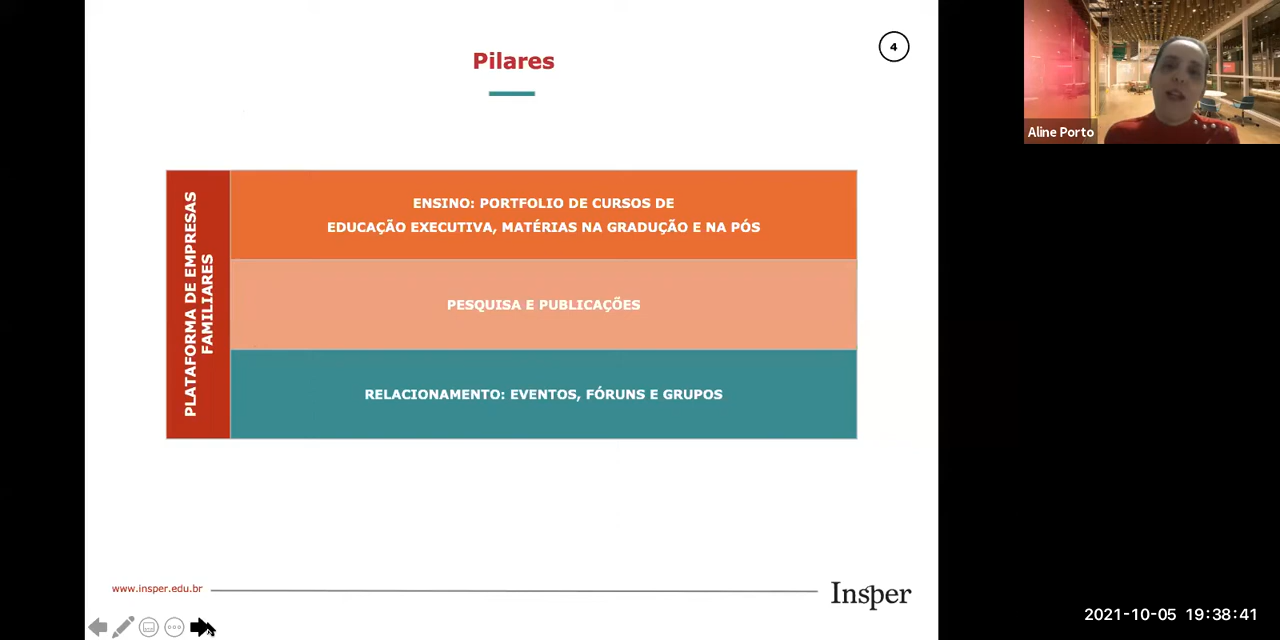 Pilares
4
Aline Porto
PLATAFORMA DE EMPRESAS
FAMILIARES
ENSINO: PORTFOLIO DE CURSOS DE
EDUCAÇÃO EXECUTIVA, MATÉRIAS NA GRADUÇÃO E NA PÓS
PESQUISA E PUBLICAÇÕES
RELACIONAMENTO: EVENTOS, FÓRUNS E GRUPOS
www.insper.edu.br
Insper
2021-10-05 19:38:41